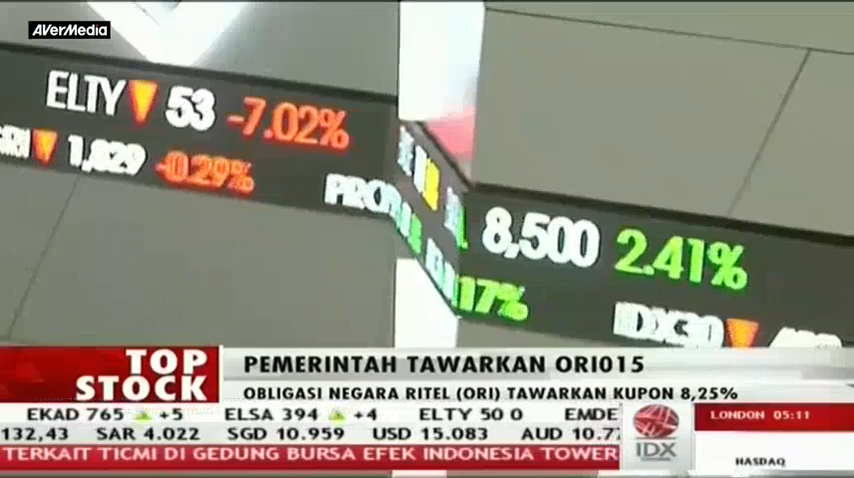 AVerMedia
ELTY 53 -7.02%
1,829 -0.29%
8,500 2.41%
17%
IDX30
TOP STOCK
PEMERINTAH TAWARKAN ORI015
OBLIGASI NEGARA RITEL (ORI) TAWARKAN KUPON 8,25%
EKAD 765 +5 ELSA 394 +4 ELTY 50 0 EMDE
132,43 SAR 4.022 SGD 10.959 USD 15.083 AUD 10.77
TERKAIT TICMI DI GEDUNG BURSA EFEK INDONESIA TOWER
IDX
LONDON 05:11
NASDAQ